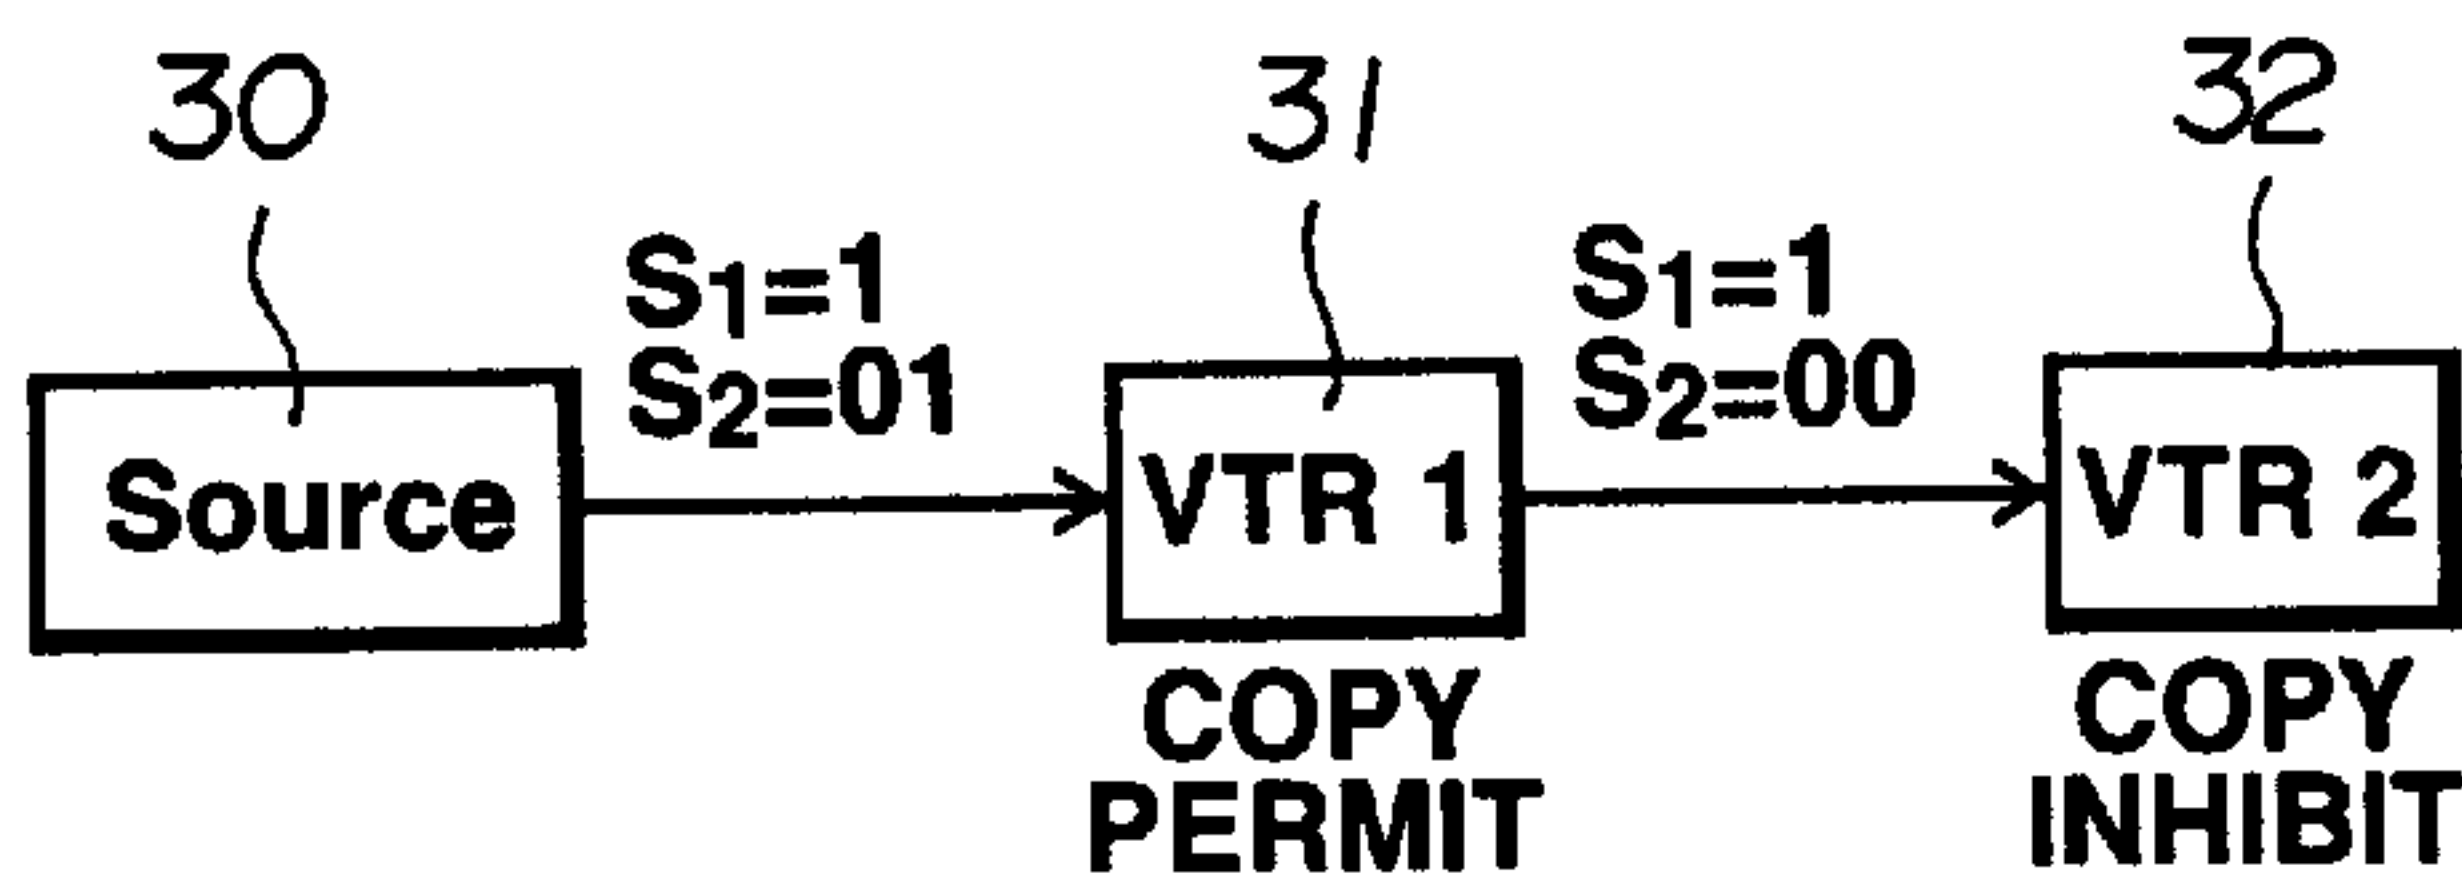 30
31
32
S1=1
S2=01
S1=1
S2=00
Source
VTR 1
VTR 2
COPY
PERMIT
COPY
INHIBIT